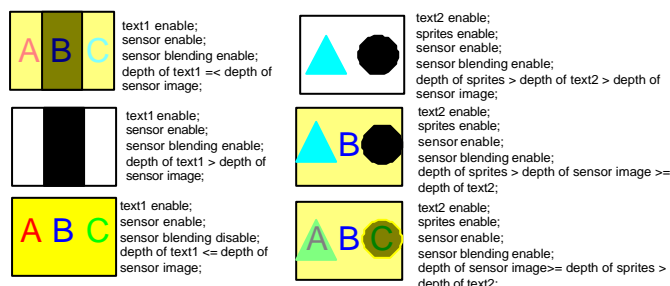 A B C
text1 enable;
sensor enable;
sensor blending enable;
depth of text1 =< depth of
sensor image;
text1 enable;
sensor enable;
sensor blending enable;
depth of text1 > depth of
sensor image;
A B C
text1 enable;
sensor enable;
sensor blending disable;
depth of text1 <= depth of
sensor image;
text2 enable;
sprites enable;
sensor enable;
sensor blending enable;
depth of sprites > depth of text2 > depth of
sensor image;
B
text2 enable;
sprites enable;
sensor enable;
sensor blending enable;
depth of sprites > depth of sensor image >=
depth of text2;
A B C
text2 enable;
sprites enable;
sensor enable;
sensor blending enable;
depth of sensor image>= depth of sprites >
depth of text2;